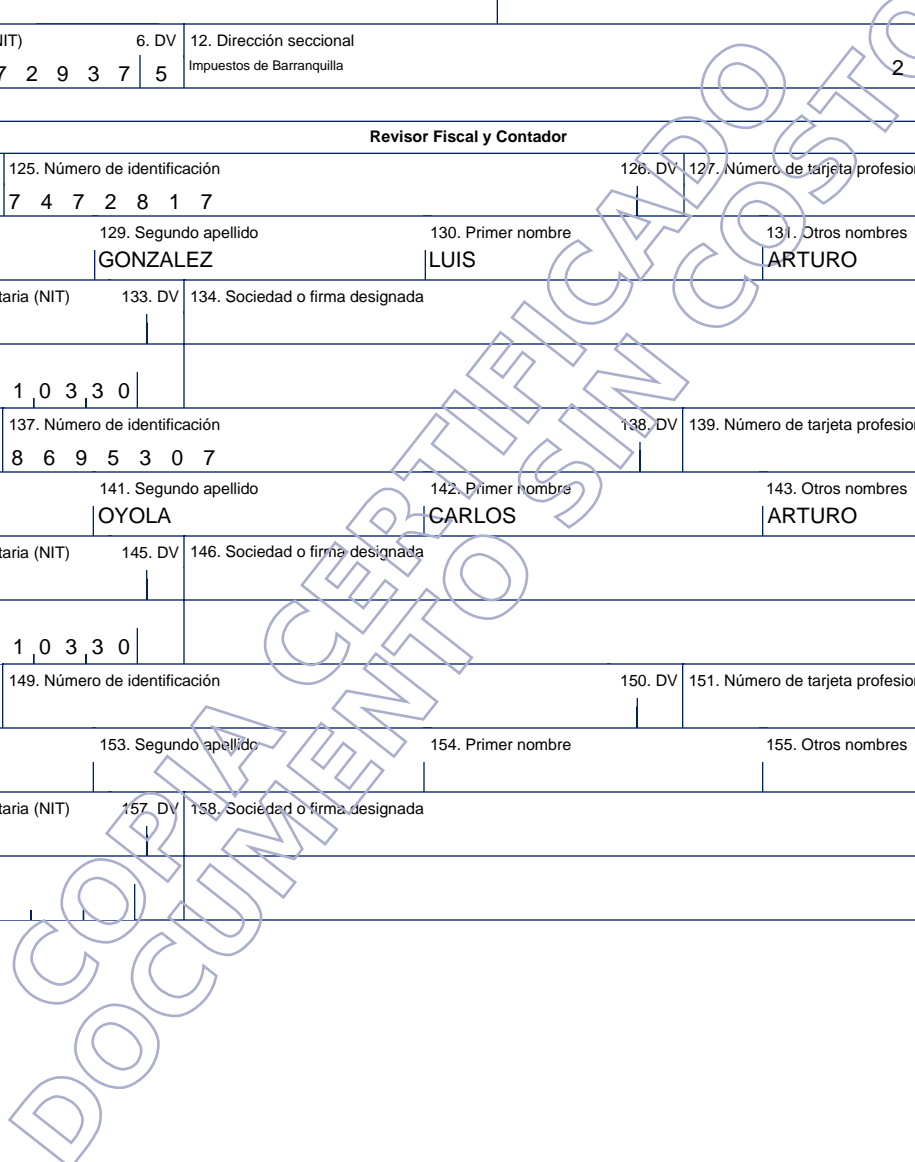 NIT) 6. DV 12. Dirección seccional
7 2 9 3 7 5 Impuestos de Barranquilla 2
Revisor Fiscal y Contador
125. Número de identificación 126. DV 127. Número de tarjeta profesion
7 4 7 2 8 1 7
129. Segundo apellido 130. Primer nombre 131. Otros nombres
GONZALEZ LUIS ARTURO
taria (NIT) 133. DV 134. Sociedad o firma designada
1 0 3 3 0
137. Número de identificación 138. DV 139. Número de tarjeta profesion
8 6 9 5 3 0 7
141. Segundo apellido 142. Primer nombre 143. Otros nombres
OYOLA CARLOS ARTURO
taria (NIT) 145. DV 146. Sociedad o firma designada
1 0 3 3 0
149. Número de identificación 150. DV 151. Número de tarjeta profesion
153. Segundo apellido 154. Primer nombre 155. Otros nombres
taria (NIT) 157. DV 158. Sociedad o firma designada
COPIA CERTIFICADO
DOCUMENTO SIN COSTO